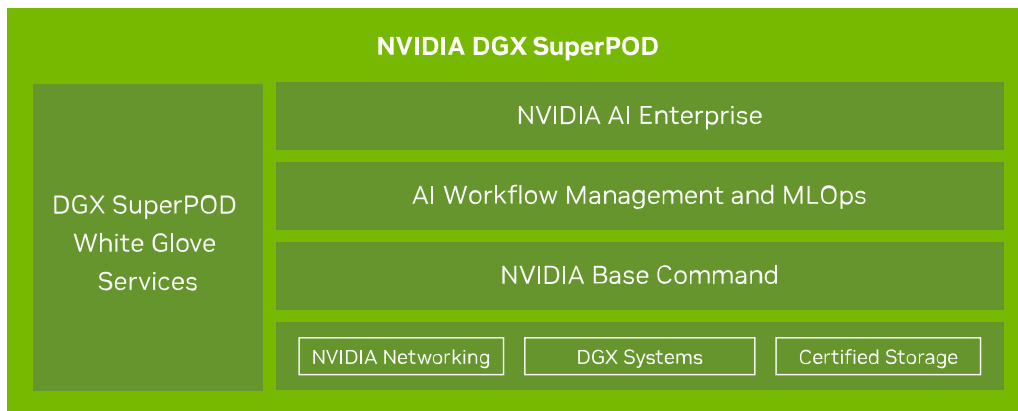 NVIDIA DGX SuperPOD
DGX SuperPOD
White Glove
Services
NVIDIA AI Enterprise
AI Workflow Management and MLOps
NVIDIA Base Command
NVIDIA Networking
DGX Systems
Certified Storage